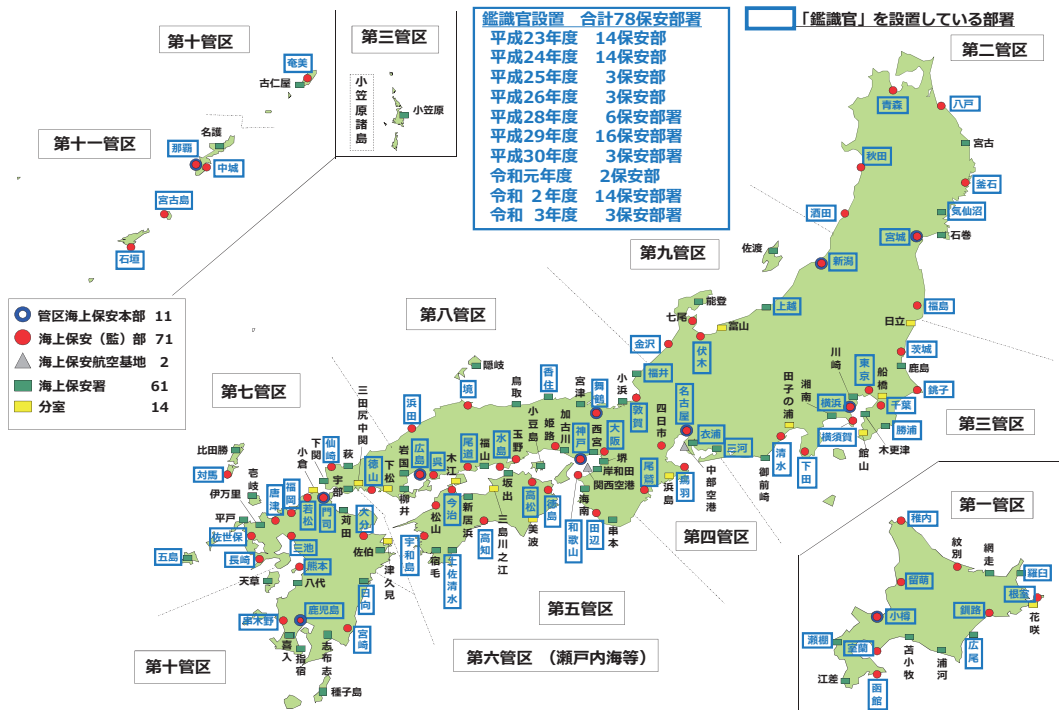 鑑識官設置 合計78保安部署
平成23年度 14保安部
平成24年度 14保安部
平成25年度 3保安部
平成26年度 3保安部
平成28年度 6保安部署
平成29年度 16保安部署
平成30年度 3保安部署
令和元年度 2保安部
令和 2年度 14保安部署
令和 3年度 3保安部署
「鑑識官」を設置している部署
第十管区
奄美
古仁屋
第三管区
小笠原諸島
小笠原
第十一管区
名護
那覇
中城
宮古島
石垣
管区海上保安本部 11
海上保安（監）部 71
海上保安航空基地 2
海上保安署 61
分室 14
第二管区
青森
八戸
宮古
秋田
釜石
気仙沼
酒田
宮城
石巻
新潟
福島
第九管区
佐渡
能登
七尾
富山
上越
伏木
金沢
第三管区
日立
茨城
鹿島
銚子
東京
船橋
川崎
湘南
横浜
千葉
勝浦
木更津
横須賀
館山
田子の浦
清水
下田
第四管区
名古屋
四日市
衣浦
三河
御前崎
中部空港
鳥羽
浜島
尾鷲
第八管区
福井
敦賀
小浜
舞鶴
宮津
香住
鳥取
隠岐
境
浜田
第五管区
西宮
大阪
堺
岸和田
関西空港
神戸
加古川
姫路
海南
和歌山
田辺
串本
徳島
美波
高知
宿毛
土佐清水
第六管区 （瀬戸内海等）
小豆島
玉野
水島
福山
尾道
木江
呉
広島
岩国
柳井
坂出
高松
三島川之江
新居浜
今治
松山
宇和島
徳山
下松
三田尻中関
第七管区
仙崎
萩
宇部
下関
小倉
門司
若松
苅田
福岡
唐津
壱岐
伊万里
比田勝
対馬
平戸
佐世保
五島
長崎
三池
大分
佐伯
津久見
第十管区
熊本
八代
天草
日向
宮崎
鹿児島
串木野
喜入
指宿
志布志
種子島
第一管区
稚内
紋別
網走
羅臼
根室
花咲
留萌
釧路
小樽
瀬棚
室蘭
苫小牧
浦河
広尾
江差
函館